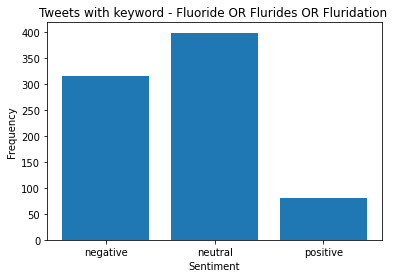 Tweets with keyword - Fluoride OR Flurides OR Fluridation
400
350
300
250
200
150
100
50
0
Frequency
negative neutral positive
Sentiment